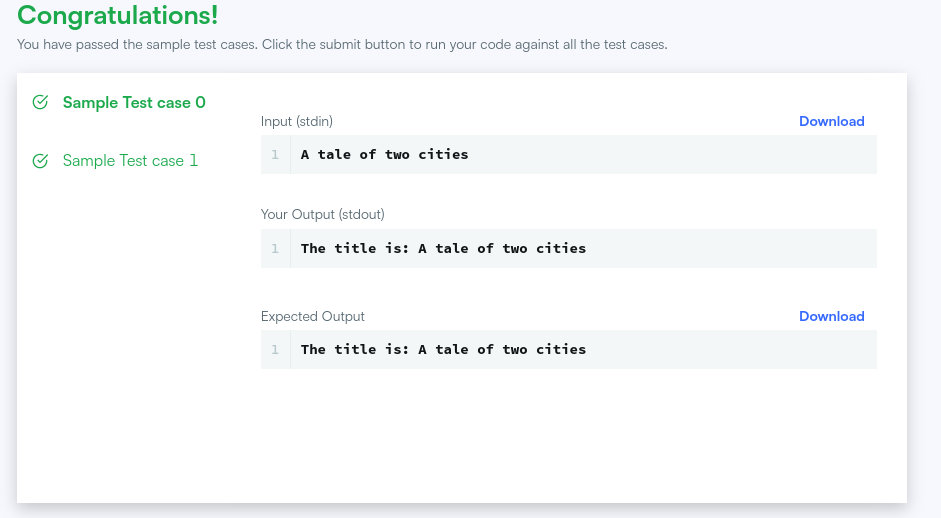 Congratulations!
You have passed the sample test cases. Click the submit button to run your code against all the test cases.
Sample Test case 0
Sample Test case 1
Input (stdin)
Download
1 A tale of two cities
Your Output (stdout)
1 The title is: A tale of two cities
Expected Output
Download
1 The title is: A tale of two cities